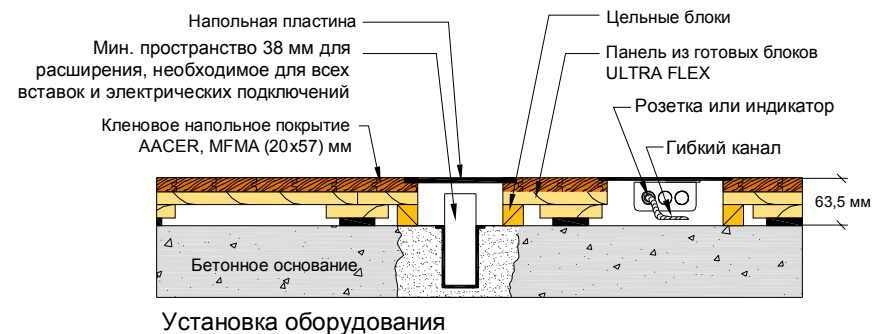 Напольная пластина
Мин. пространство 38 мм для
расширения, необходимое для всех
вставок и электрических подключений
Кленовое напольное покрытие
AACER, MFMA (20x57) мм
Цельные блоки
Панель из готовых блоков
ULTRA FLEX
Розетка или индикатор
Гибкий канал
63,5 мм
Бетонное основание
Установка оборудования